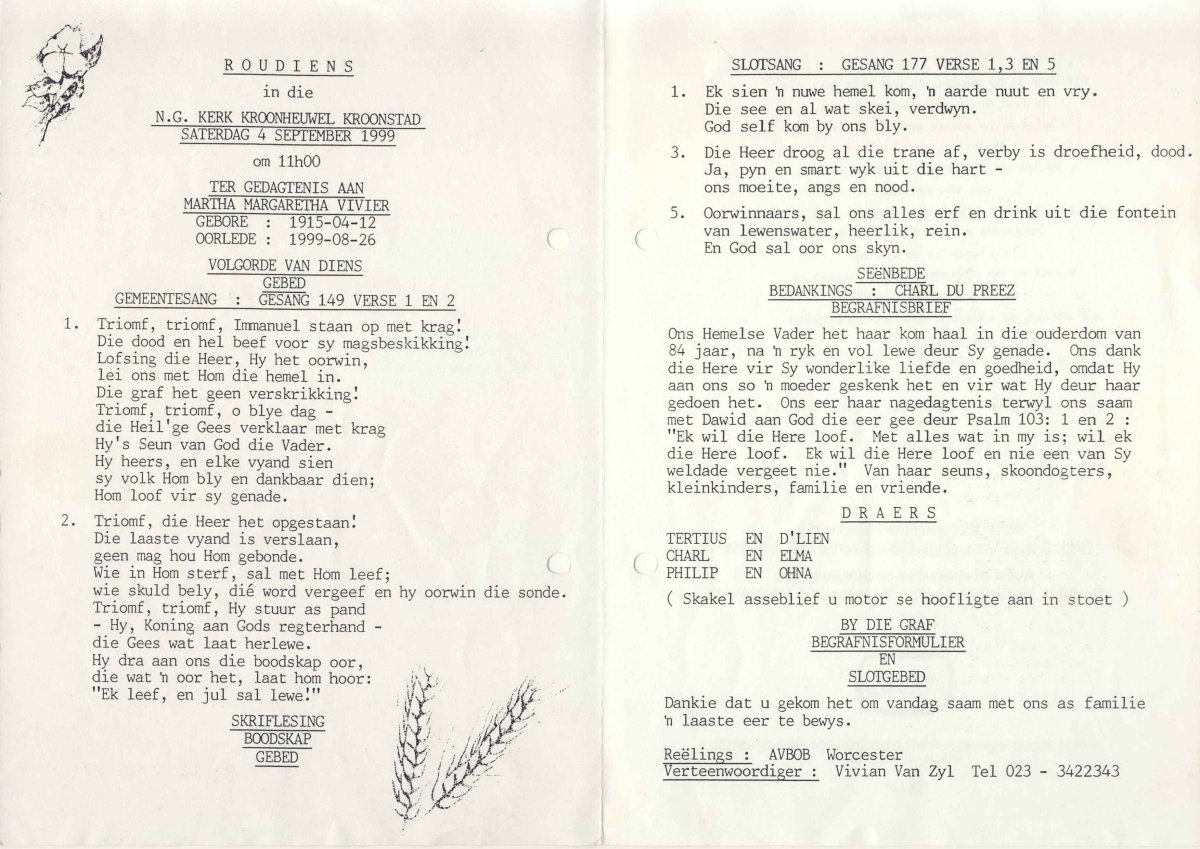 ROUDIENS
in die
N.G. KERK KROONHEUWEL KROONSTAD
SATERDAG 4 SEPTEMBER 1999
om 11h00
TER GEDAGTENIS AAN
MARTHA MARGARETHA VIVIER
GEBORE : 1915-04-12
OORLEDE : 1999-08-26
VOLGORDE VAN DIENS
GEBED
GEMEENTESANG : GESANG 149 VERSE 1 EN 2
1. Triomf, triomf, Immanuel staan op met krag!
Die dood en hel beef voor sy magsbeskikking!
Lofsing die Heer, Hy het oorwin,
lei ons met Hom die hemel in.
Die graf het geen verskrikking!
Triomf, triomf, o blye dag -
die Heil'ge Gees verklaar met krag
Hy's Seun van God die Vader.
Hy heers, en elke vyand sien
sy volk Hom bly en dankbaar dien;
Hom loof vir sy genade.
2. Triomf, die Heer het opgestaan!
Die laaste vyand is verslaan,
geen mag hou Hom gebonde.
Wie in Hom sterf, sal met Hom leef;
wie skuld bely, dié word vergeef en hy oorwin die sonde.
Triomf, triomf, Hy stuur as pand
- Hy, Koning aan Gods regterhand -
die Gees wat laat herlewe.
Hy dra aan ons die boodskap oor,
die wat 'n oor het, laat hom hoor:
"Ek leef, en jul sal lewe!"
SKRIFLESING
BOODSKAP
GEBED
SLOTSANG : GESANG 177 VERSE 1,3 EN 5
1. Ek sien 'n nuwe hemel kom, 'n aarde nuut en vry.
Die see en al wat skei, verdwyn.
God self kom by ons bly.
3. Die Heer droog al die trane af, verby is droefheid, dood.
Ja, pyn en smart wyk uit die hart -
ons moeite, angs en nood.
5. Oorwinnaars, sal ons alles erf en drink uit die fontein
van lewenswater, heerlik, rein.
En God sal oor ons skyn.
SEëNBEDE
BEDANKINGS : CHARL DU PREEZ
BEGRAFNISBRIEF
Ons Hemelse Vader het haar kom haal in die ouderdom van
84 jaar, na 'n ryk en vol lewe deur Sy genade. Ons dank
die Here vir Sy wonderlike liefde en goedheid, omdat Hy
aan ons so 'n moeder geskenk het en vir wat Hy deur haar
gedoen het. Ons eer haar nagedagtenis terwyl ons saam
met Dawid aan God die eer gee deur Psalm 103: 1 en 2 :
"Ek wil die Here loof. Met alles wat in my is; wil ek
die Here loof. Ek wil die Here loof en nie een van Sy
weldade vergeet nie." Van haar seuns, skoondogters,
kleinkinders, familie en vriende.
DRAERS
TERTIUS EN D'LIEN
CHARL EN ELMA
PHILIP EN OHNA
( Skakel asseblief u motor se hoofligte aan in stoet )
BY DIE GRAF
BEGRAFNISFORMULIER
EN
SLOTGEBED
Dankie dat u gekom het om vandag saam met ons as familie
'n laaste eer te bewys.
Reëlings : AVBOB Worcester
Verteenwoordiger : Vivian Van Zyl Tel 023 - 3422343